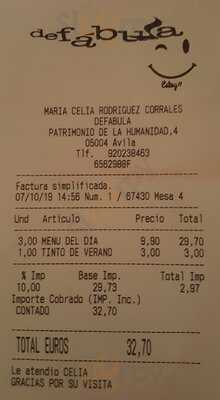 defábula
Celay
MARIA CELIA RODRIGUEZ CORRALES
DEFABULA
PATRIMONIO DE LA HUMANIDAD,4
05004 Avila
Tlf. 920238463
6562988F
Factura simplificada.
07/10/19 14:56 Num. 1 / 67430 Mesa 4
Und Artículo Precio Total
3,00 MENU DEL DIA 9,90 29,70
1,00 TINTO DE VERANO 3,00 3,00
% Imp Base Imp. Total Imp
10,00 29,73 2,97
Importe Cobrado (IMP. Inc.)
CONTADO 32,70
TOTAL EUROS 32,70
Le atendio CELIA
GRACIAS POR SU VISITA